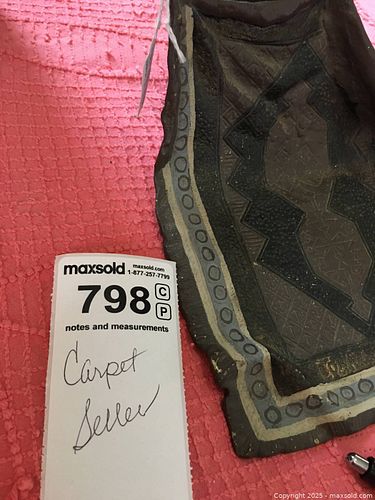 maxsold maxsold.com
1-877-257-7799
798 C
P
notes and measurements
Carpet
Seller
Copyright 2025 - maxsold.com